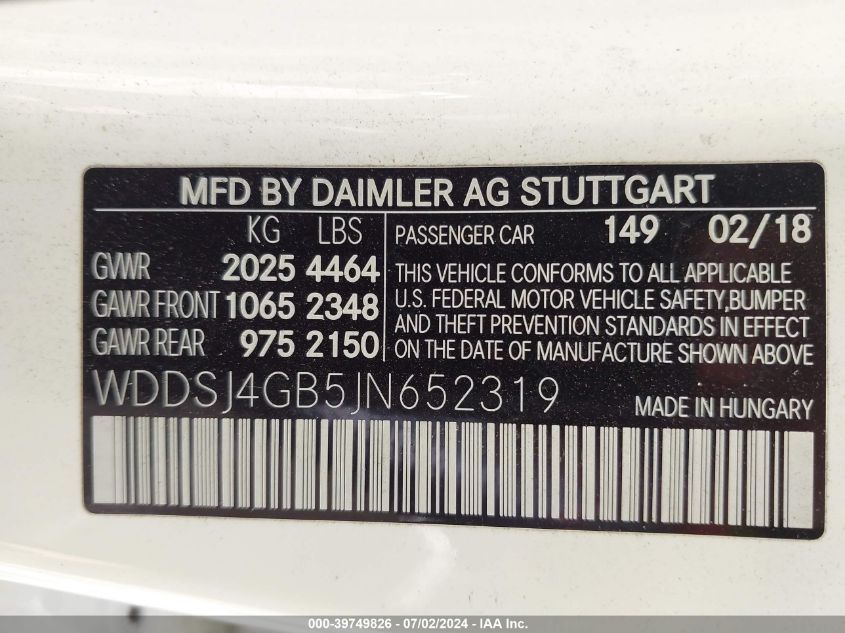 MFD BY DAIMLER AG STUTTGART
KG LBS
GVWR 2025 4464
GAWR FRONT 1065 2348
GAWR REAR 975 2150
PASSENGER CAR 149 02/18
THIS VEHICLE CONFORMS TO ALL APPLICABLE
U.S. FEDERAL MOTOR VEHICLE SAFETY,BUMPER
AND THEFT PREVENTION STANDARDS IN EFFECT
ON THE DATE OF MANUFACTURE SHOWN ABOVE
WDDSJ4GB5JN652319
MADE IN HUNGARY
000-39749826 - 07/02/2024 - IAA Inc.